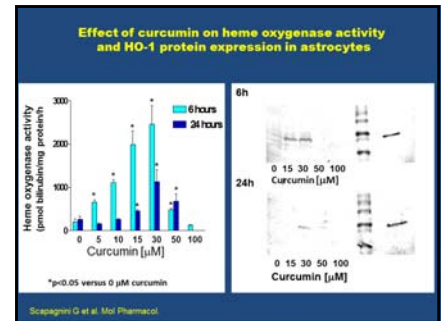 Effect of curcumin on heme oxygenase activity
and HO-1 protein expression in astrocytes
Heme oxygenase activity
(pmol bilirubin/mg protein/h)
3000
2000
1000
0
6 hours
24 hours
* * * * * * * *
0 5 10 15 30 50 100
Curcumin [µM]
*p<0.05 versus 0 µM curcumin
6h
0 15 30 50 100
Curcumin [µM]
24h
0 15 30 50 100
Curcumin [µM]
Scapagnini G et al. Mol Pharmacol.